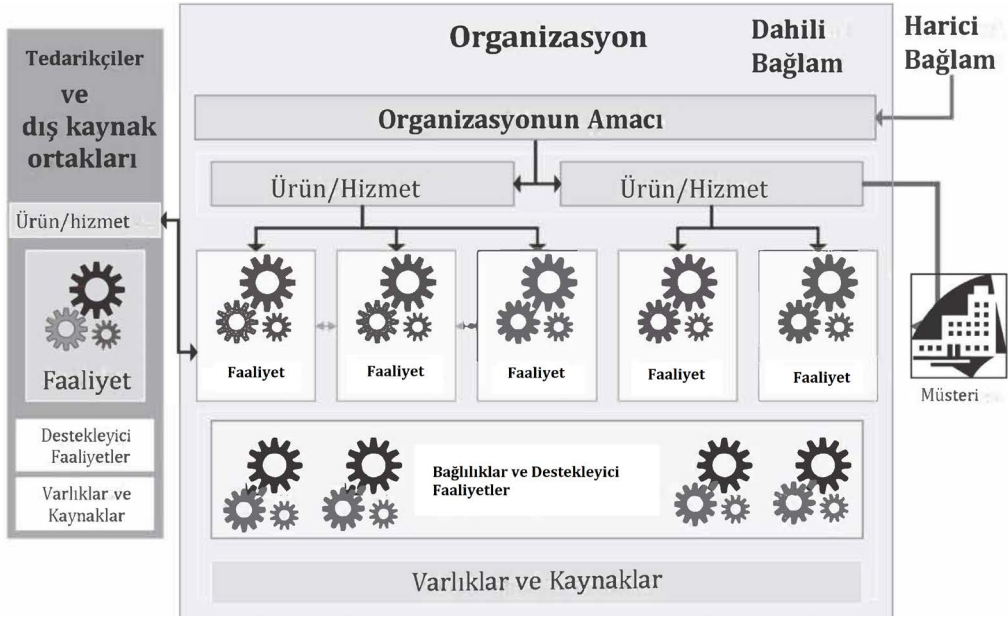 Tedarikçiler
ve
dış kaynak
ortakları
Ürün/hizmet
Faaliyet
Destekleyici
Faaliyetler
Varlıklar ve
Kaynaklar
Organizasyon
Dahili
Bağlam
Harici
Bağlam
Organizasyonun Amacı
Ürün/Hizmet
Ürün/Hizmet
Faaliyet
Faaliyet
Faaliyet
Faaliyet
Faaliyet
Müsteri
Bağlılıklar ve Destekleyici
Faaliyetler
Varlıklar ve Kaynaklar